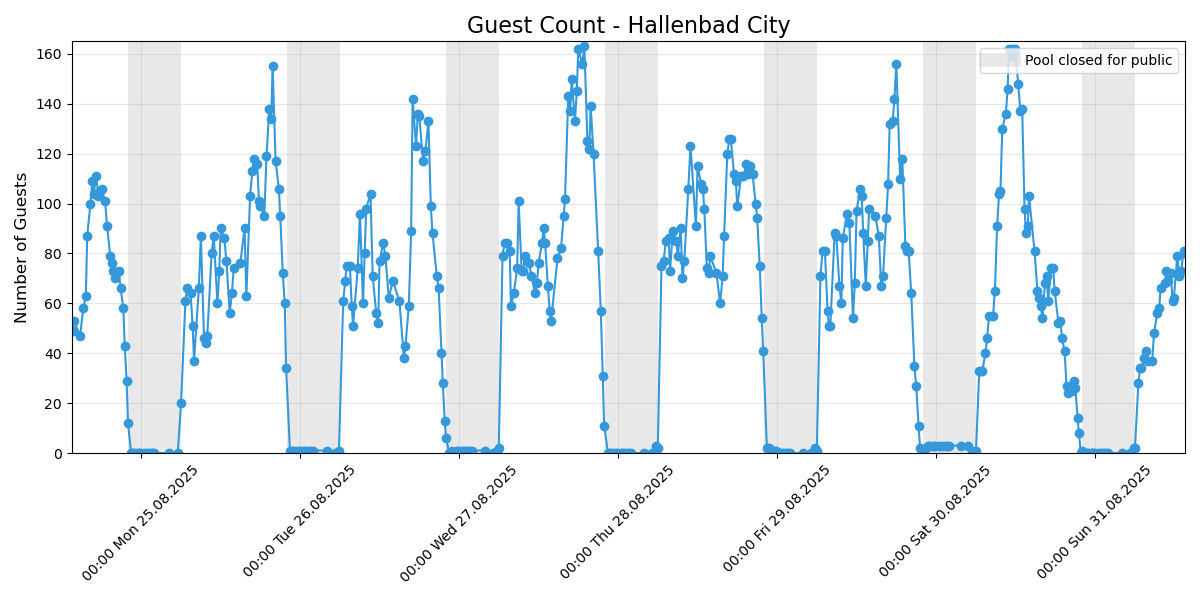 Guest Count - Hallenbad City
Pool closed for public
Number of Guests
160
140
120
100
80
60
40
20
0
00:00 Mon 25.08.2025
00:00 Tue 26.08.2025
00:00 Wed 27.08.2025
00:00 Thu 28.08.2025
00:00 Fri 29.08.2025
00:00 Sat 30.08.2025
00:00 Sun 31.08.2025